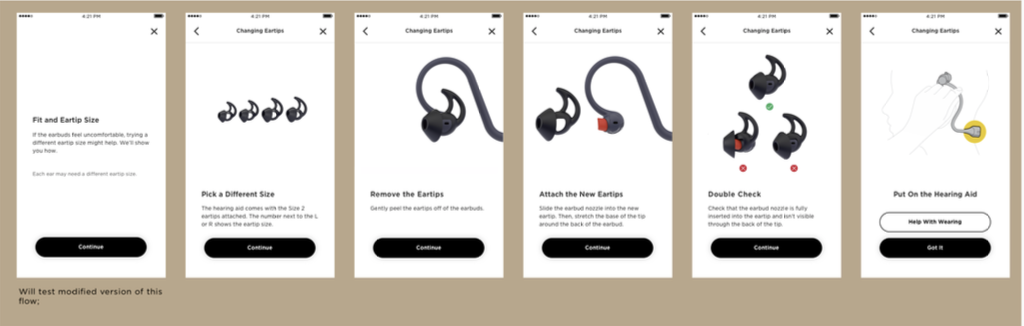 4:21 PM
Fit and Eartip Size
If the earbuds feel uncomfortable, trying a
different eartip size might help. We'll show
you how.
Each ear may need a different eartip size.
Continue
4:21 PM
Changing Eartips
Pick a Different Size
The hearing aid comes with the Size 2
eartips attached. The number next to the L
or R shows the eartip size.
Continue
4:21 PM
Changing Eartips
Remove the Eartips
Gently peel the eartips off of the earbuds.
Continue
4:21 PM
Changing Eartips
Attach the New Eartips
Slide the earbud nozzle into the new
eartip. Then, stretch the base of the tip
around the back of the earbud.
Continue
4:21 PM
Changing Eartips
Double Check
Check that the earbud nozzle is fully
inserted into the eartip and isn't visible
through the back of the tip.
Continue
4:21 PM
Changing Eartips
Put On the Hearing Aid
Help With Wearing
Got It
Will test modified version of this
flow;